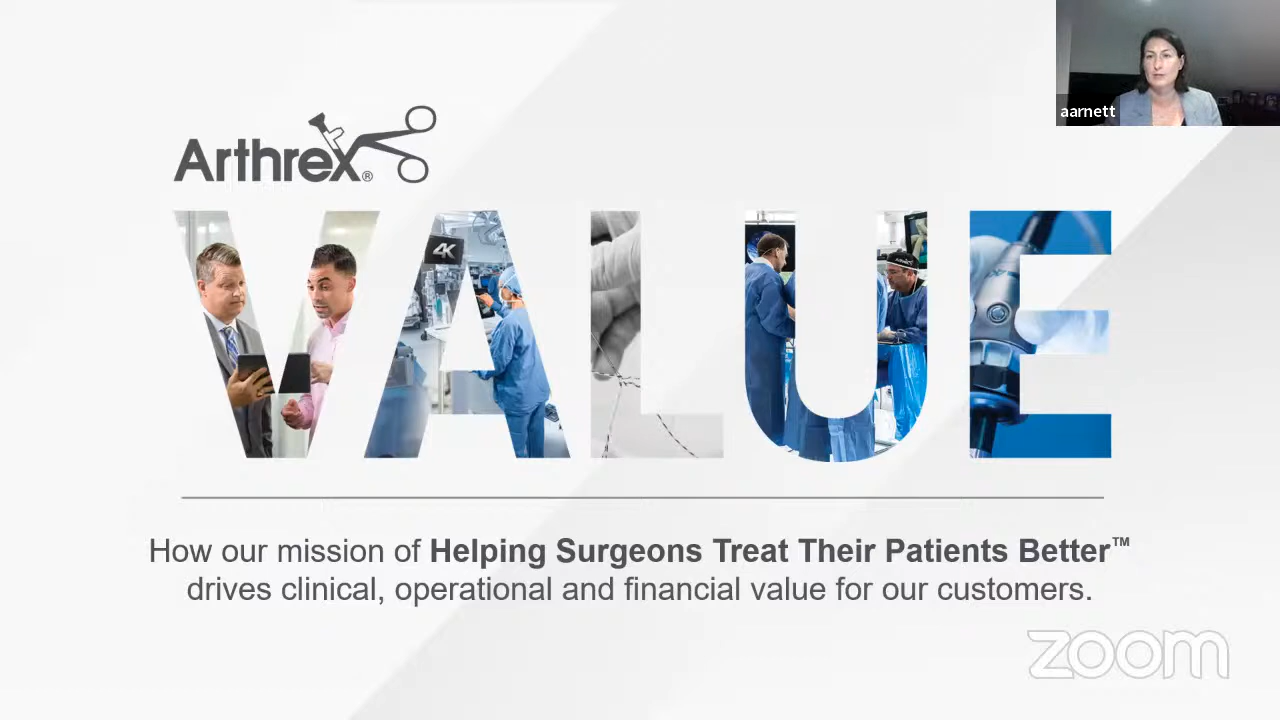 aarnett
Arthrex®
VALUE
4K
How our mission of Helping Surgeons Treat Their Patients Better™
drives clinical, operational and financial value for our customers.
zoom